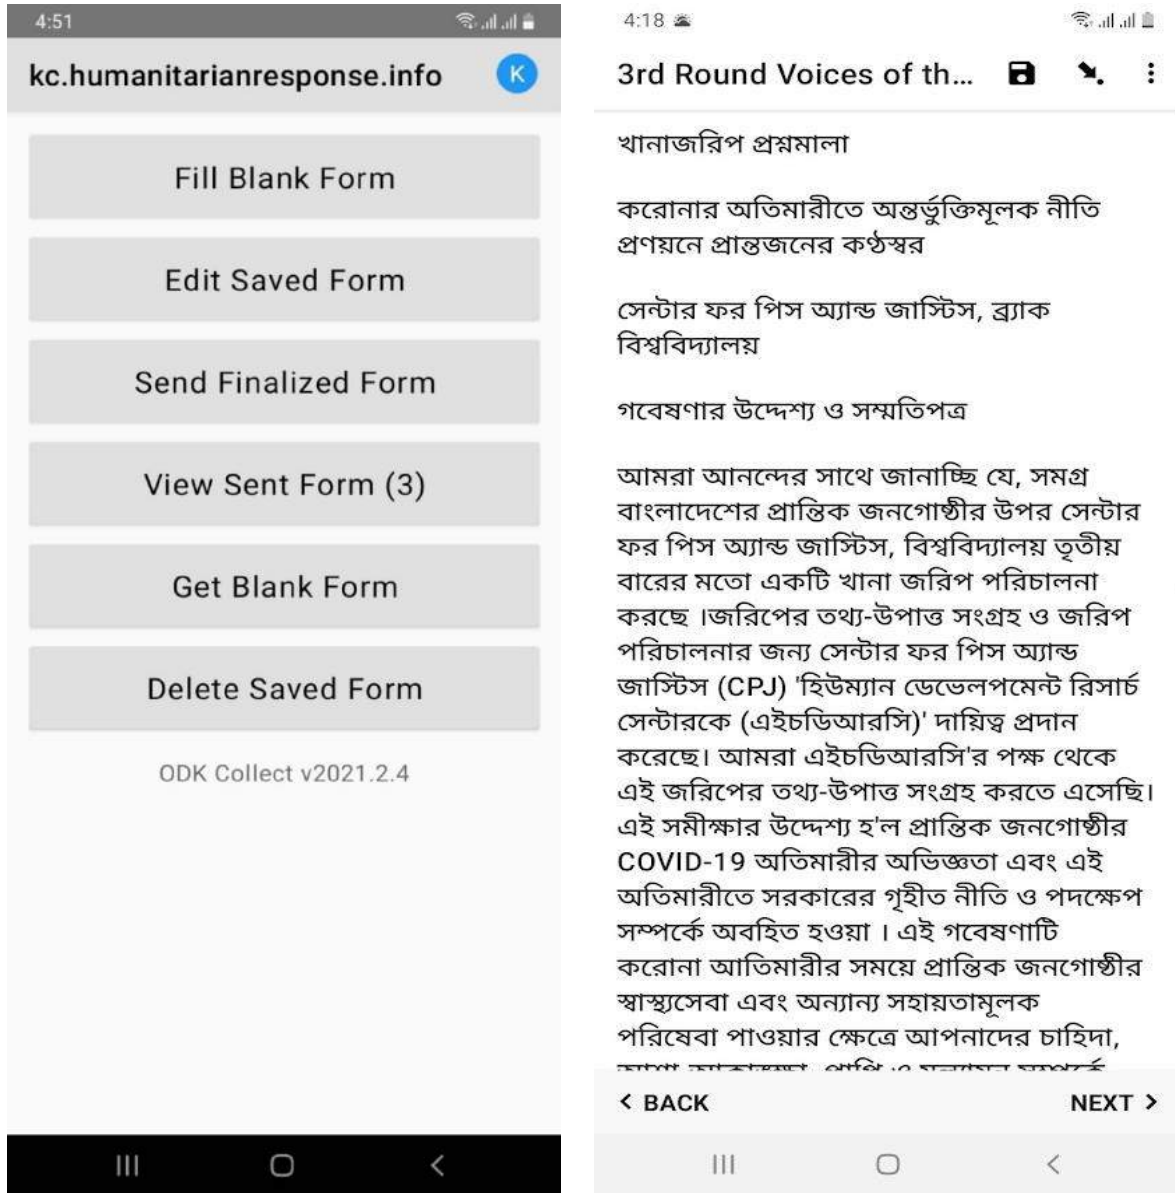 4:51
kc.humanitarianresponse.info
K
Fill Blank Form
Edit Saved Form
Send Finalized Form
View Sent Form (3)
Get Blank Form
Delete Saved Form
ODK Collect v2021.2.4
4:18
3rd Round Voices of th...
খানাজরিপ প্রশ্নমালা
করোনার অতিমারীতে অন্তর্ভুক্তিমূলক নীতি
প্রণয়নে প্রান্তজনের কণ্ঠস্বর
সেন্টার ফর পিস অ্যান্ড জাস্টিস, ব্র্যাক
বিশ্ববিদ্যালয়
গবেষণার উদ্দেশ্য ও সম্মতিপত্র
আমরা আনন্দের সাথে জানাচ্ছি যে, সমগ্র
বাংলাদেশের প্রান্তিক জনগোষ্ঠীর উপর সেন্টার
ফর পিস অ্যান্ড জাস্টিস, বিশ্ববিদ্যালয় তৃতীয়
বারের মতো একটি খানা জরিপ পরিচালনা
করছে ।জরিপের তথ্য-উপাত্ত সংগ্রহ ও জরিপ
পরিচালনার জন্য সেন্টার ফর পিস অ্যান্ড
জাস্টিস (CPJ) 'হিউম্যান ডেভেলপমেন্ট রিসার্চ
সেন্টারকে (এইচডিআরসি)' দায়িত্ব প্রদান
করেছে। আমরা এইচডিআরসি'র পক্ষ থেকে
এই জরিপের তথ্য-উপাত্ত সংগ্রহ করতে এসেছি।
এই সমীক্ষার উদ্দেশ্য হ'ল প্রান্তিক জনগোষ্ঠীর
COVID-19 অতিমারীর অভিজ্ঞতা এবং এই
অতিমারীতে সরকারের গৃহীত নীতি ও পদক্ষেপ
সম্পর্কে অবহিত হওয়া । এই গবেষণাটি
করোনা আতিমারীর সময়ে প্রান্তিক জনগোষ্ঠীর
স্বাস্থ্যসেবা এবং অন্যান্য সহায়তামূলক
পরিষেবা পাওয়ার ক্ষেত্রে আপনাদের চাহিদা,
BACK
NEXT